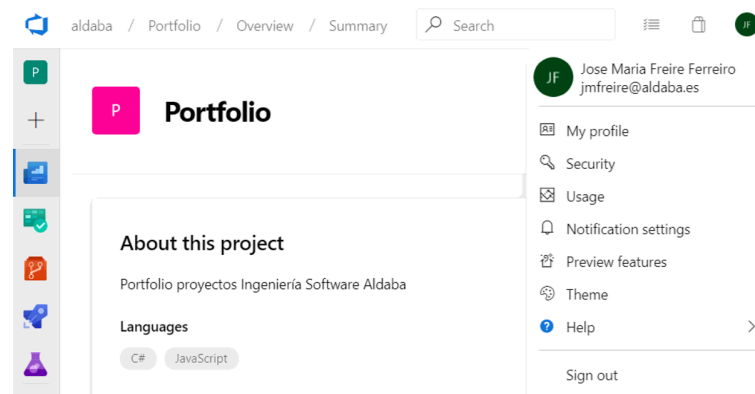 aldaba / Portfolio / Overview / Summary
Search
JF
P
P
Portfolio
About this project
Portfolio proyectos Ingeniería Software Aldaba
Languages
C#
JavaScript
JF
Jose Maria Freire Ferreiro
jmfreire@aldaba.es
My profile
Security
Usage
Notification settings
Preview features
Theme
Help
Sign out